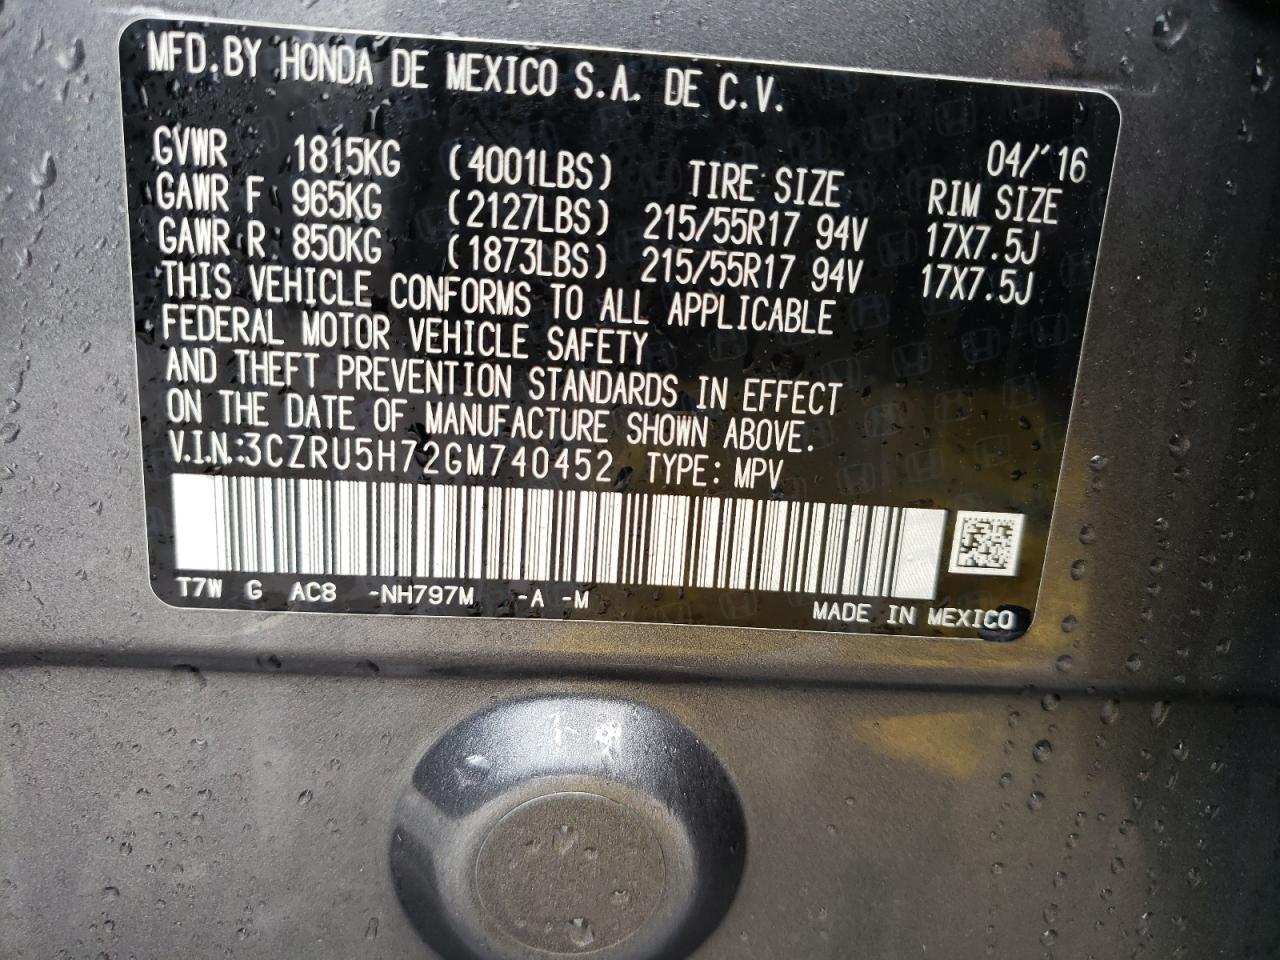 MFD.BY HONDA DE MEXICO S.A. DE C.V.
04/'16
GVWR 1815KG (4001LBS) TIRE SIZE RIM SIZE
GAWR F 965KG (2127LBS) 215/55R17 94V 17X7.5J
GAWR R 850KG (1873LBS) 215/55R17 94V 17X7.5J
THIS VEHICLE CONFORMS TO ALL APPLICABLE
FEDERAL MOTOR VEHICLE SAFETY
AND THEFT PREVENTION STANDARDS IN EFFECT
ON THE DATE OF MANUFACTURE SHOWN ABOVE.
V.I.N.:3CZRU5H72GM740452 TYPE: MPV
T7W G AC8 -NH797M -A -M
MADE IN MEXICO